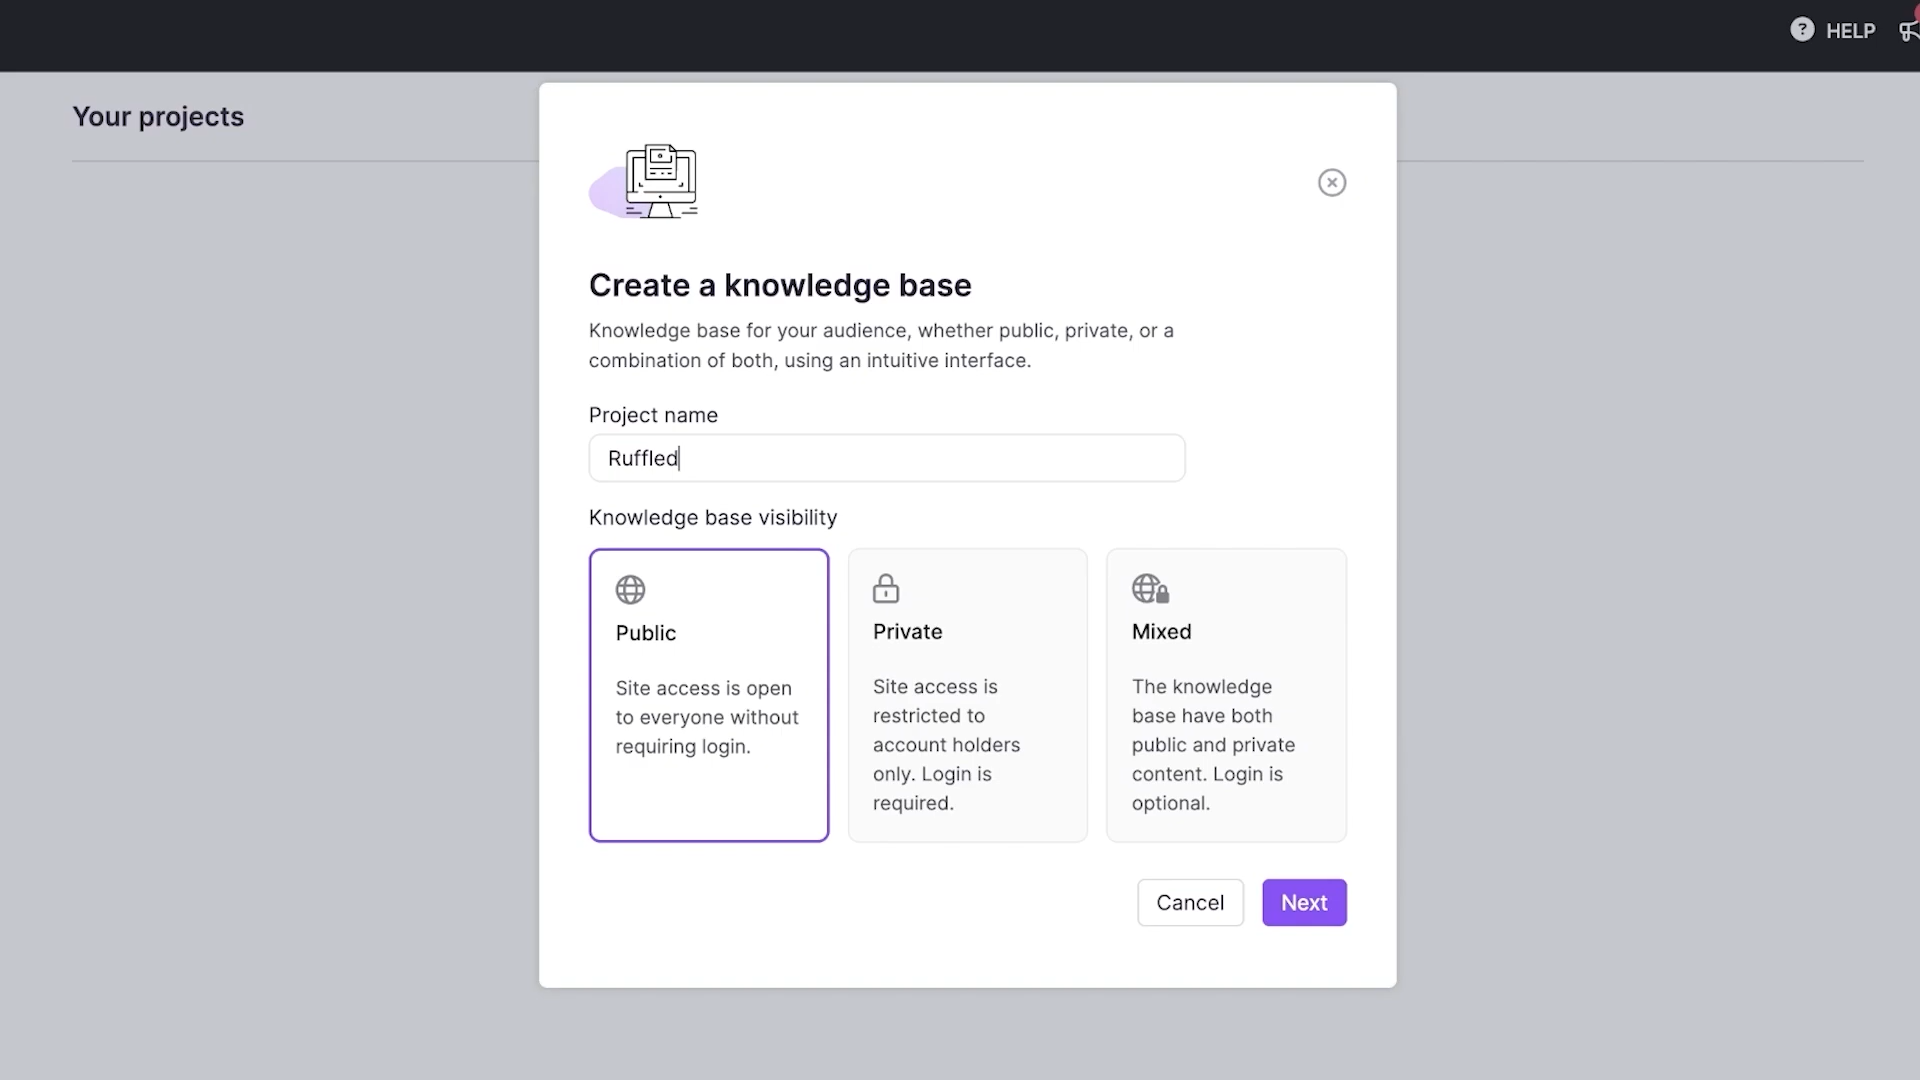 HELP
Your projects
Create a knowledge base
Knowledge base for your audience, whether public, private, or a
combination of both, using an intuitive interface.
Project name
Ruffled
Knowledge base visibility
Public
Site access is open
to everyone without
requiring login.
Private
Site access is
restricted to
account holders
only. Login is
required.
Mixed
The knowledge
base have both
public and private
content. Login is
optional.
Cancel
Next